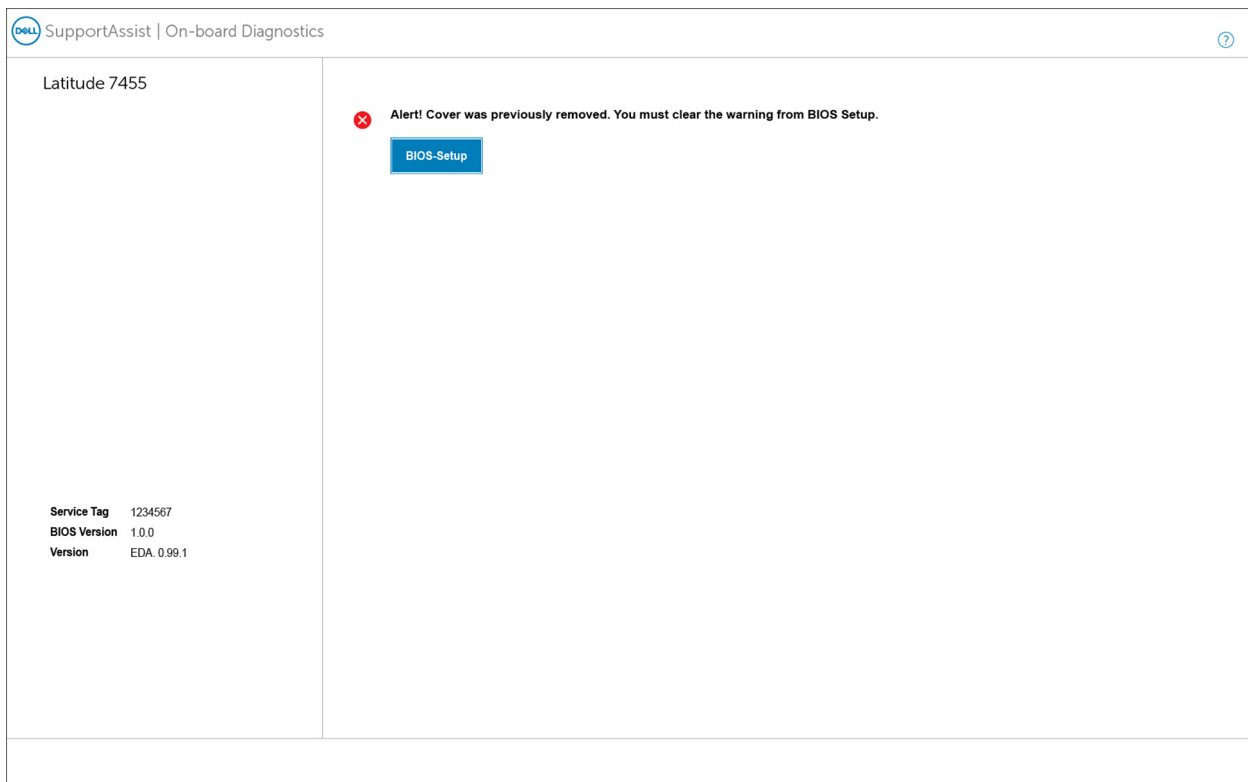 DELL SupportAssist | On-board Diagnostics
?
Latitude 7455
Alert! Cover was previously removed. You must clear the warning from BIOS Setup.
BIOS-Setup
Service Tag 1234567
BIOS Version 1.0.0
Version EDA. 0.99.1